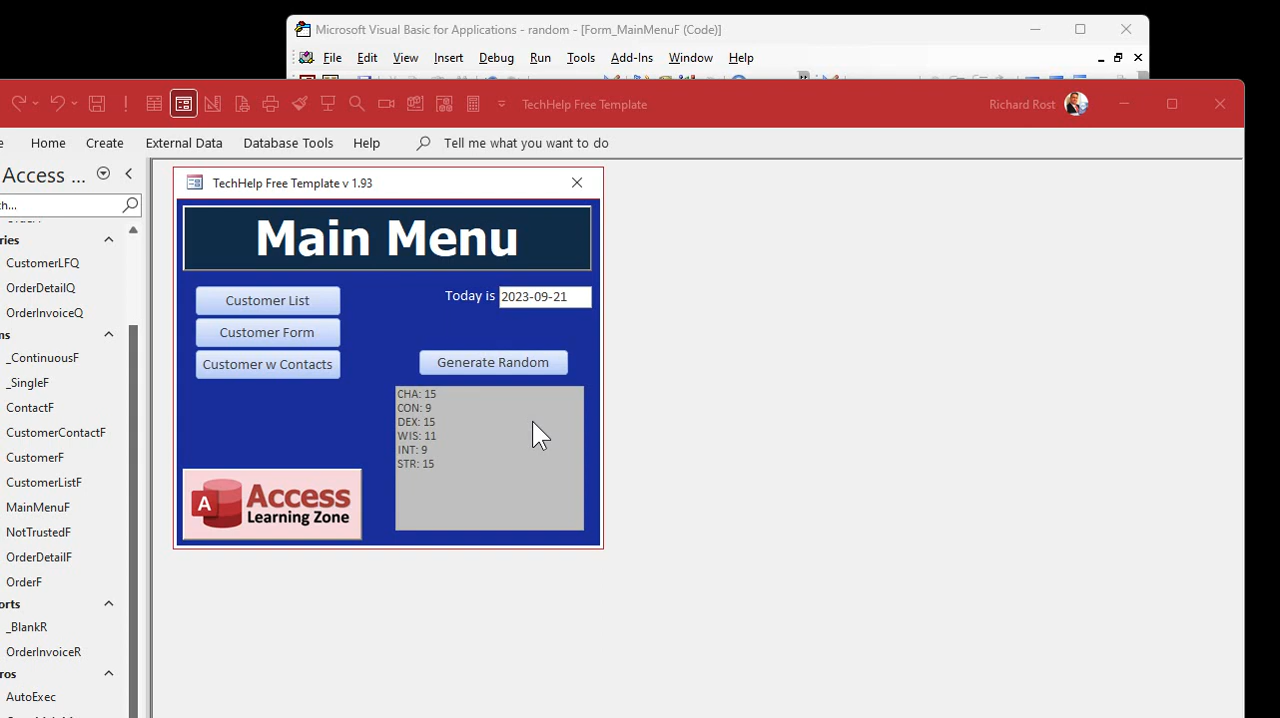 Microsoft Visual Basic for Applications - random - [Form_MainMenuF (Code)]
File Edit View Insert Debug Run Tools Add-Ins Window Help
TechHelp Free Template
Richard Rost
Home Create External Data Database Tools Help Tell me what you want to do
Access ...
TechHelp Free Template v 1.93
Main Menu
CustomerLFQ
OrderDetailQ
OrderInvoiceQ
_ContinuousF
_SingleF
ContactF
CustomerContactF
CustomerF
CustomerListF
MainMenuF
NotTrustedF
OrderDetailF
OrderF
_BlankR
OrderInvoiceR
AutoExec
Customer List
Customer Form
Customer w Contacts
Today is 2023-09-21
Generate Random
CHA: 15
CON: 9
DEX: 15
WIS: 11
INT: 9
STR: 15
A Access
Learning Zone